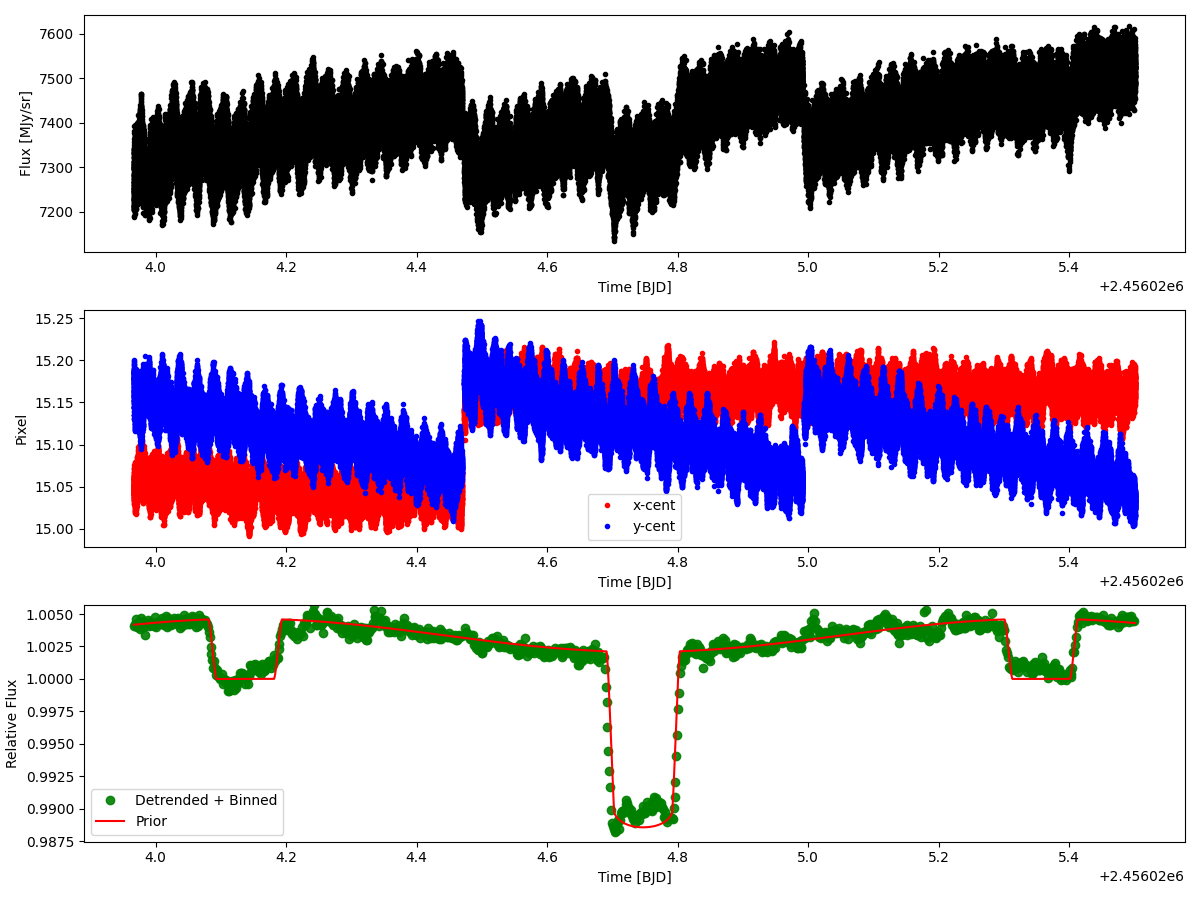 Flux [MJy/sr]
7600
7500
7400
7300
7200
4.0 4.2 4.4 4.6 4.8 5.0 5.2 5.4
Time [BJD]
+2.45602e6
Pixel
15.25
15.20
15.15
15.10
15.05
15.00
x-cent
y-cent
4.0 4.2 4.4 4.6 4.8 5.0 5.2 5.4
Time [BJD]
+2.45602e6
Relative Flux
1.0050
1.0025
1.0000
0.9975
0.9950
0.9925
0.9900
0.9875
Detrended + Binned
Prior
4.0 4.2 4.4 4.6 4.8 5.0 5.2 5.4
Time [BJD]
+2.45602e6